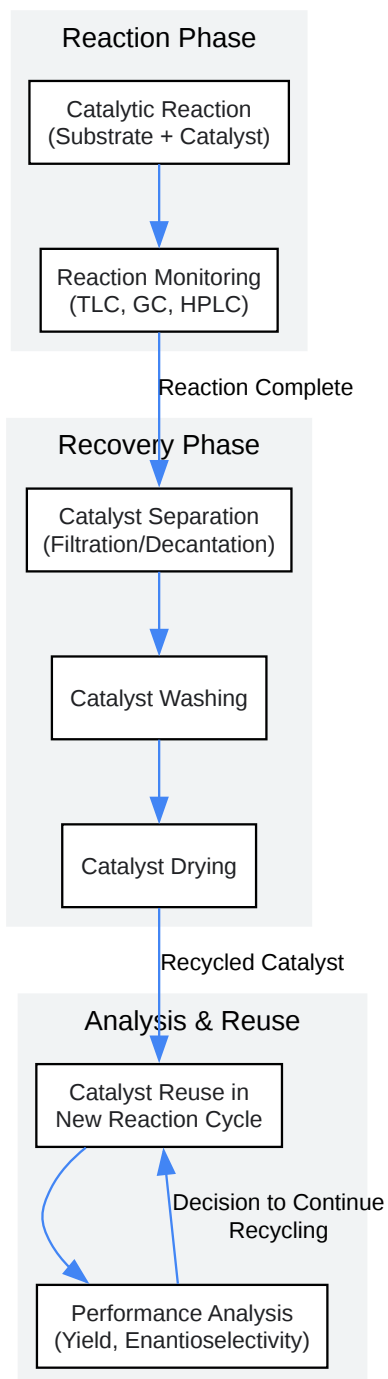 Reaction Phase
Catalytic Reaction
(Substrate + Catalyst)
Reaction Monitoring
(TLC, GC, HPLC)
Reaction Complete
Recovery Phase
Catalyst Separation
(Filtration/Decantation)
Catalyst Washing
Catalyst Drying
Recycled Catalyst
Analysis & Reuse
Catalyst Reuse in
New Reaction Cycle
Decision to Continue
Recycling
Performance Analysis
(Yield, Enantioselectivity)